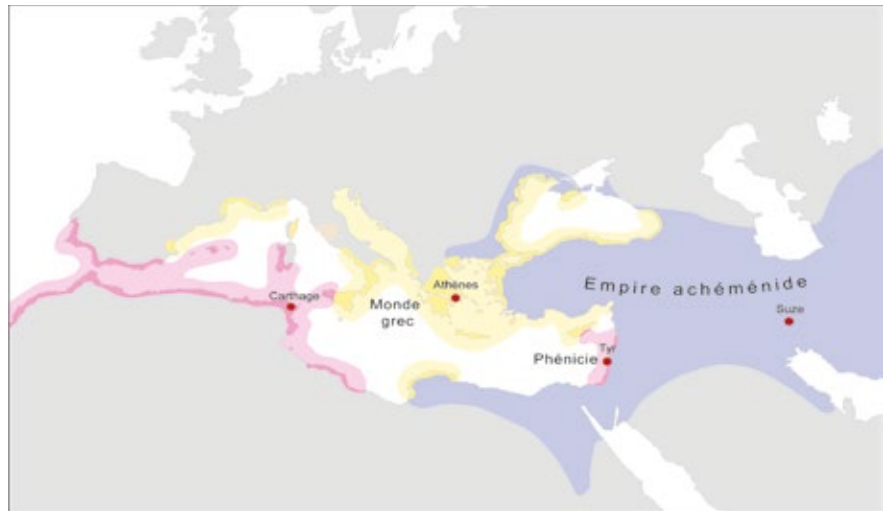 Empire achéménide
Athènes
Carthage
Monde
grec
Suze
Tyr
Phénicie